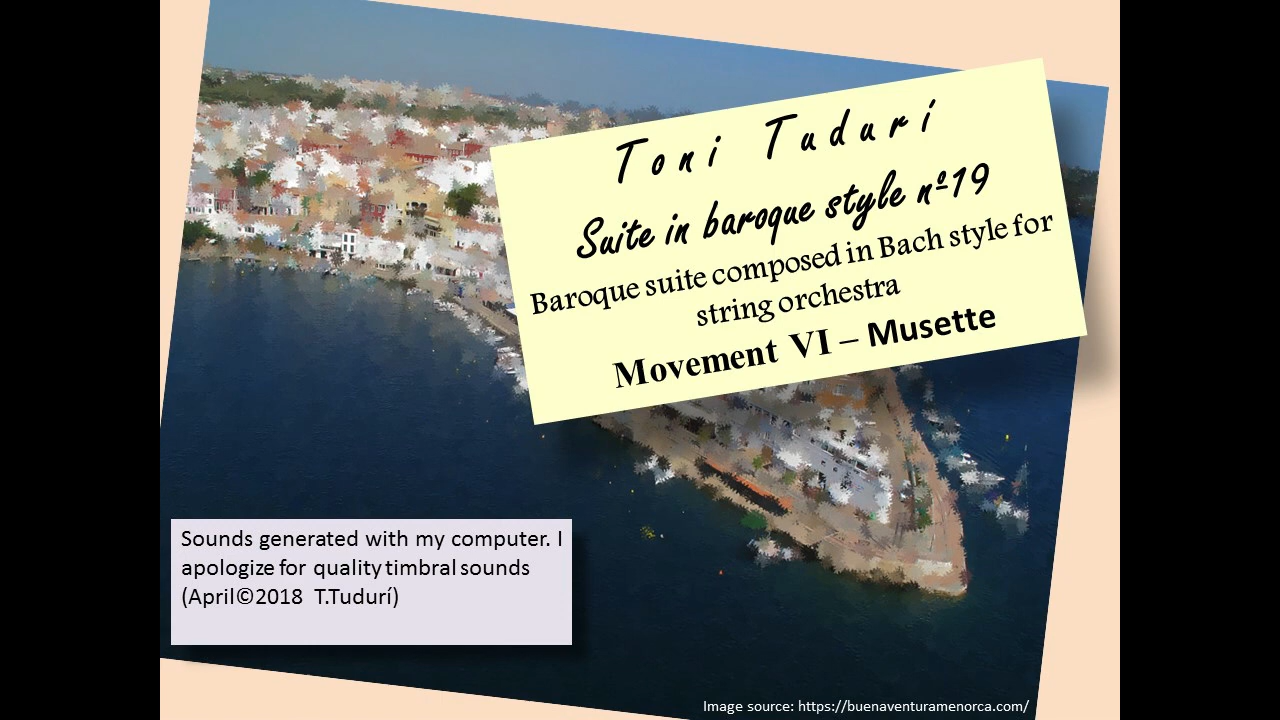 Toni Tudurí
Suite in baroque style nº19
Baroque suite composed in Bach style for
string orchestra
Movement VI – Musette
Sounds generated with my computer. I
apologize for quality timbral sounds
(April©2018 T.Tudurí)
Image source: https://buenaventuramenorca.com/